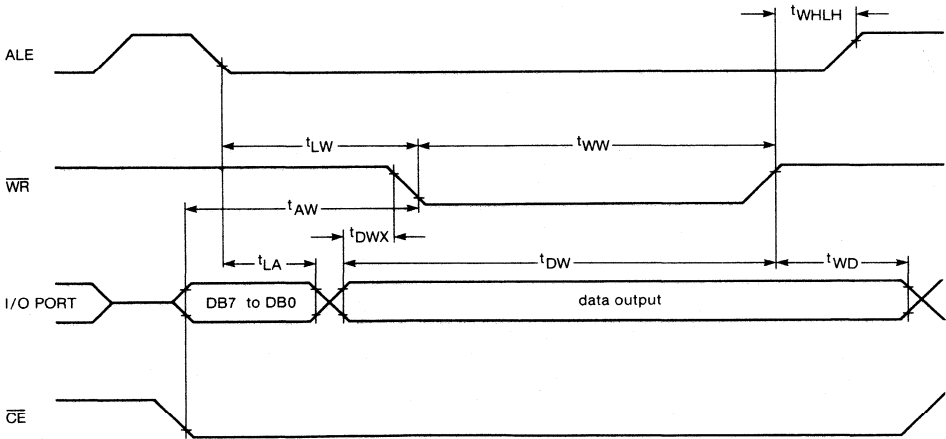 tWHLH
ALE
tLW
tWW
WR
tAW
tDWX
tLA
tDW
tWD
I/O PORT
DB7 to DB0
data output
CE